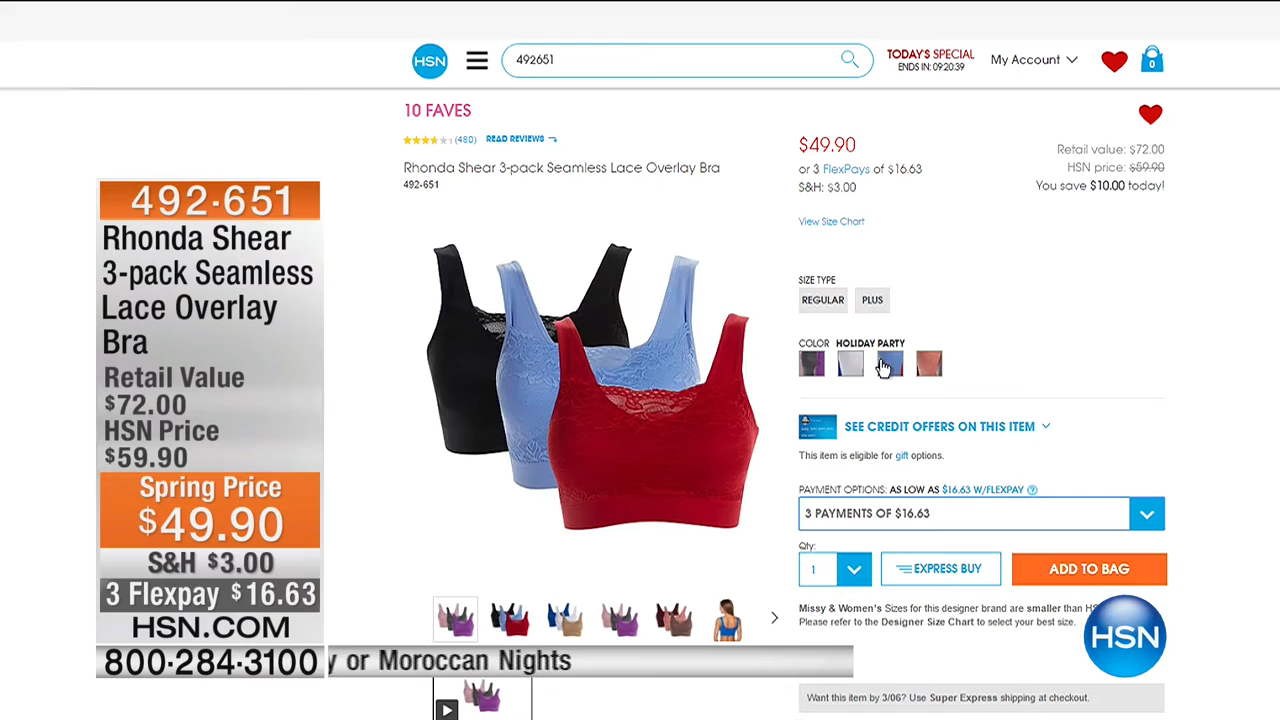 HSN
492651
TODAY'S SPECIAL
ENDS IN: 09:20:39
My Account
0
10 FAVES
(480) READ REVIEWS
Rhonda Shear 3-pack Seamless Lace Overlay Bra
492-651
$49.90
or 3 FlexPays of $16.63
S&H: $3.00
Retail value: $72.00
HSN price: $59.90
You save $10.00 today!
View Size Chart
SIZE TYPE
REGULAR PLUS
COLOR HOLIDAY PARTY
SEE CREDIT OFFERS ON THIS ITEM
This item is eligible for gift options.
PAYMENT OPTIONS: AS LOW AS $16.63 W/FLEXPAY ?
3 PAYMENTS OF $16.63
Qty:
1
EXPRESS BUY
ADD TO BAG
Missy & Women's Sizes for this designer brand are smaller than
Please refer to the Designer Size Chart to select your best size.
Want this item by 3/06? Use Super Express shipping at checkout.
HSN
492-651
Rhonda Shear
3-pack Seamless
Lace Overlay
Bra
Retail Value
$72.00
HSN Price
$59.90
Spring Price
$49.90
S&H $3.00
3 Flexpay $16.63
HSN.COM
800-284-3100
y or Moroccan Nights